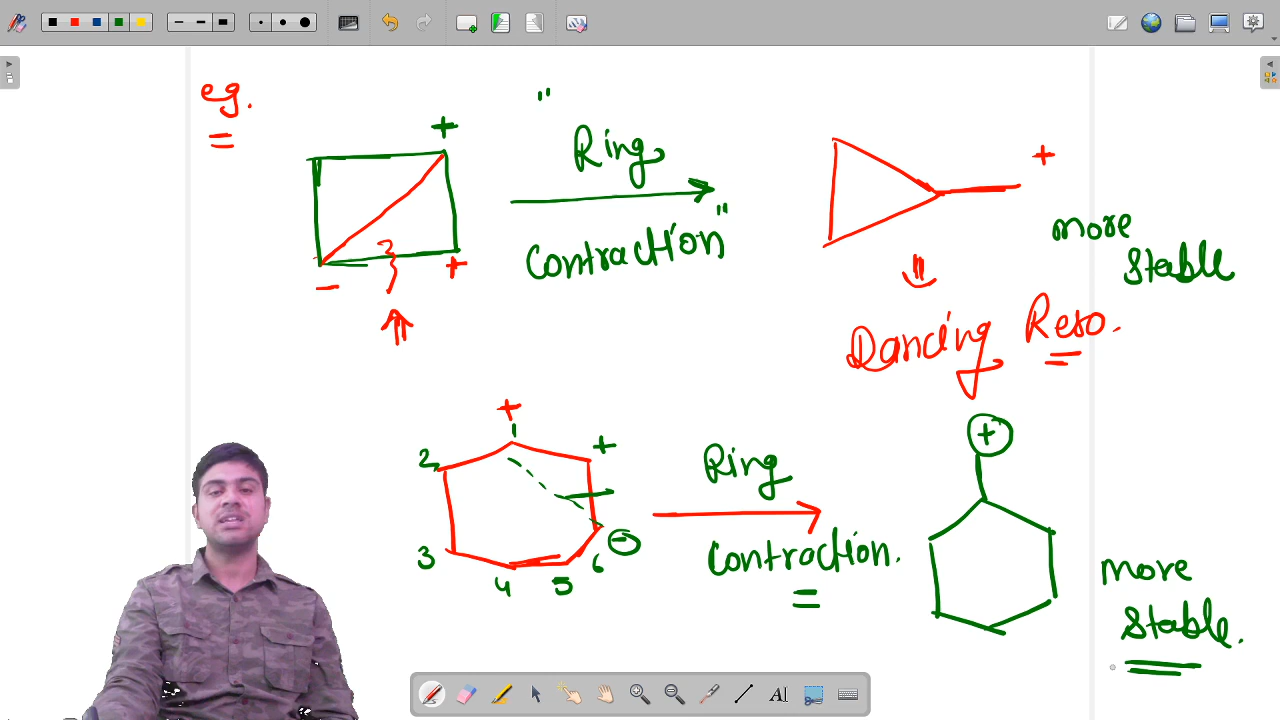 eg.
+
" Ring
Contraction"
+
- +
more
Stable
Dancing Reso.
+
1 +
2
3
4 5 6 -
Ring
Contraction.
+
more
Stable.